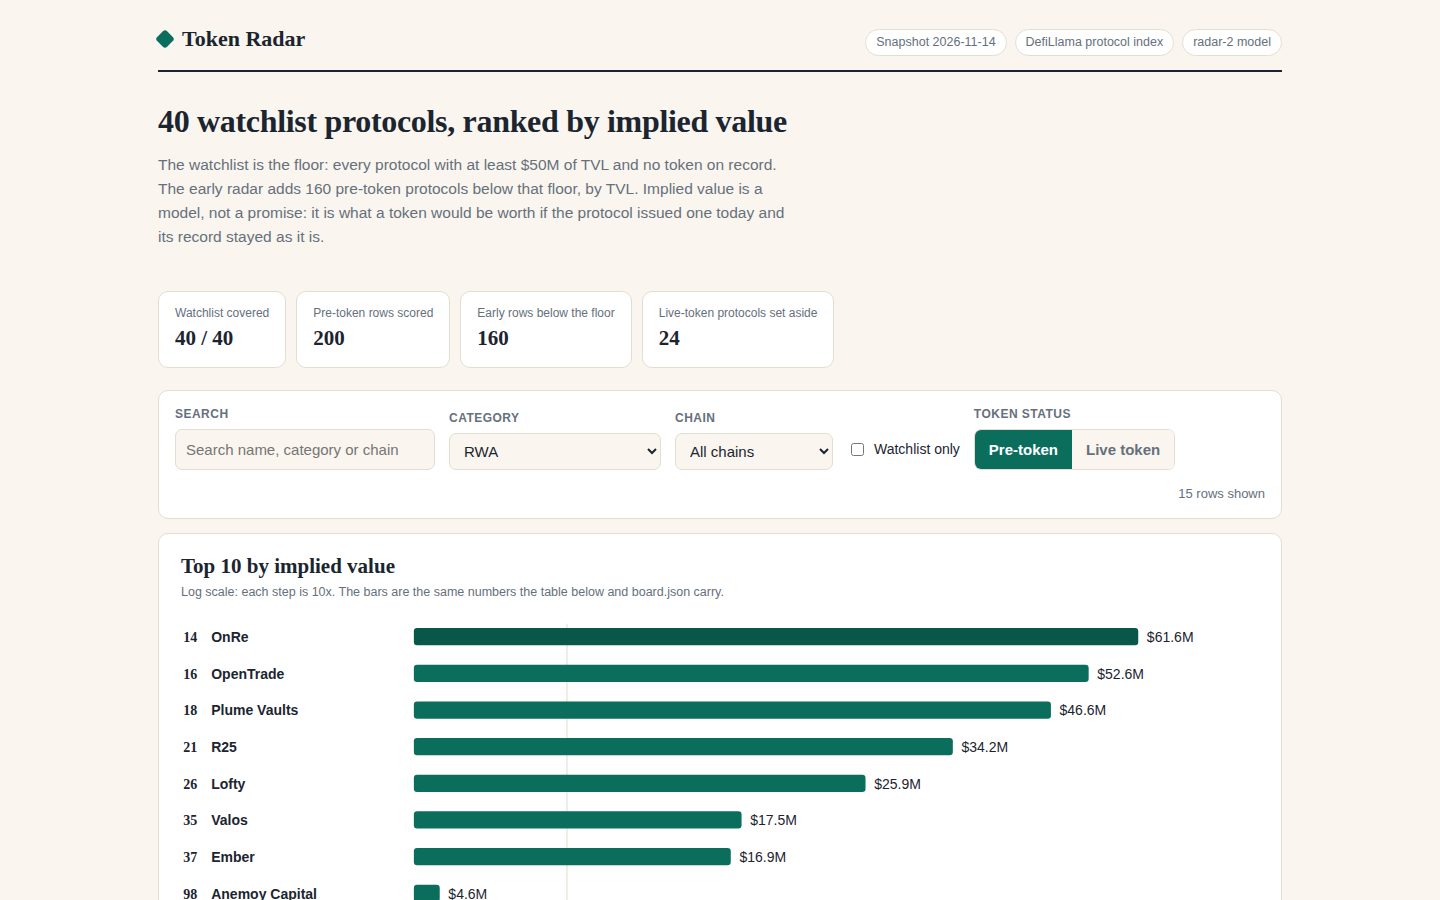 Token Radar
Snapshot 2026-11-14
DefiLlama protocol index
radar-2 model
40 watchlist protocols, ranked by implied value
The watchlist is the floor: every protocol with at least $50M of TVL and no token on record.
The early radar adds 160 pre-token protocols below that floor, by TVL. Implied value is a
model, not a promise: it is what a token would be worth if the protocol issued one today and
its record stayed as it is.
Watchlist covered
40 / 40
Pre-token rows scored
200
Early rows below the floor
160
Live-token protocols set aside
24
SEARCH
Search name, category or chain
CATEGORY
RWA
CHAIN
All chains
Watchlist only
TOKEN STATUS
Pre-token
Live token
15 rows shown
Top 10 by implied value
Log scale: each step is 10x. The bars are the same numbers the table below and board.json carry.
14 OnRe $61.6M
16 OpenTrade $52.6M
18 Plume Vaults $46.6M
21 R25 $34.2M
26 Lofty $25.9M
35 Valos $17.5M
37 Ember $16.9M
98 Anemoy Capital $4.6M